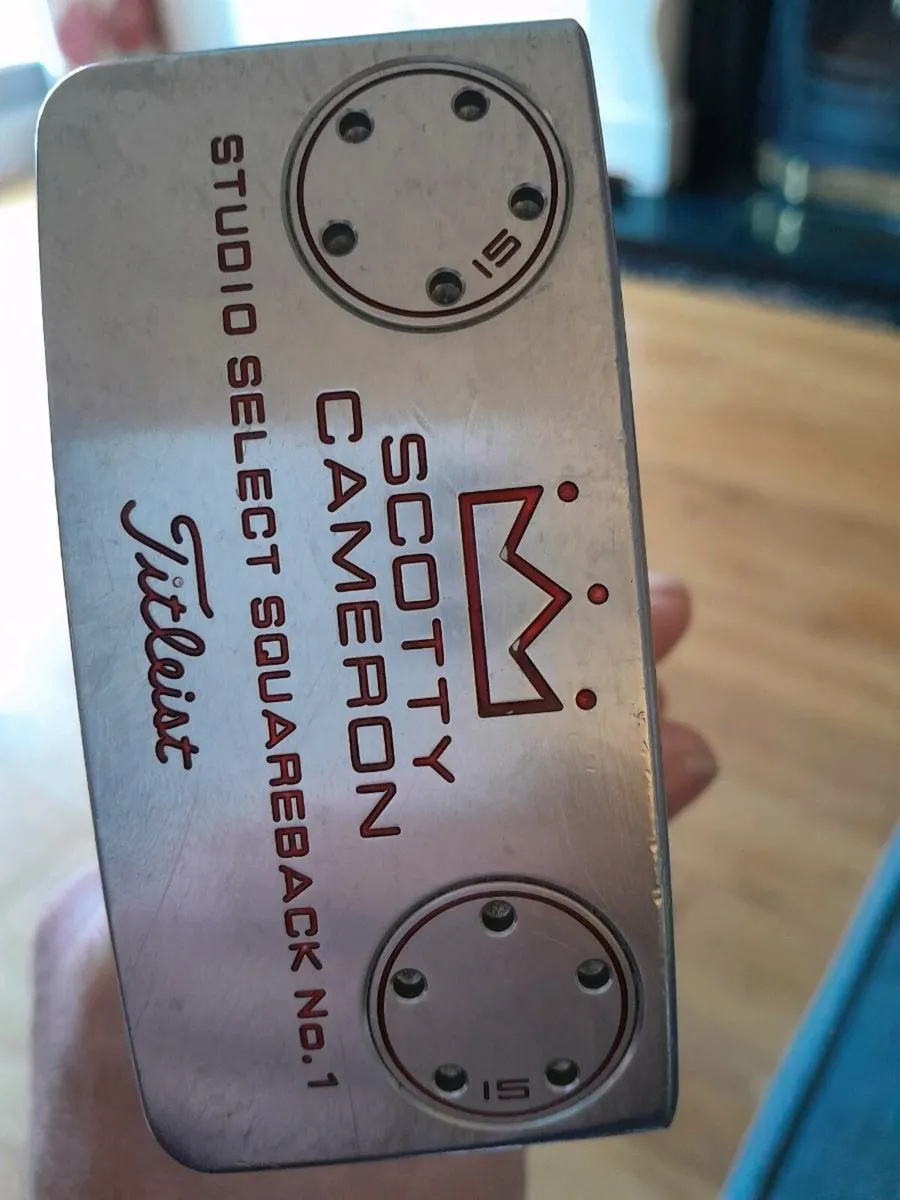 SCOTTY
CAMERON
STUDIO SELECT SQUAREBACK No.1
Titleist
15
15